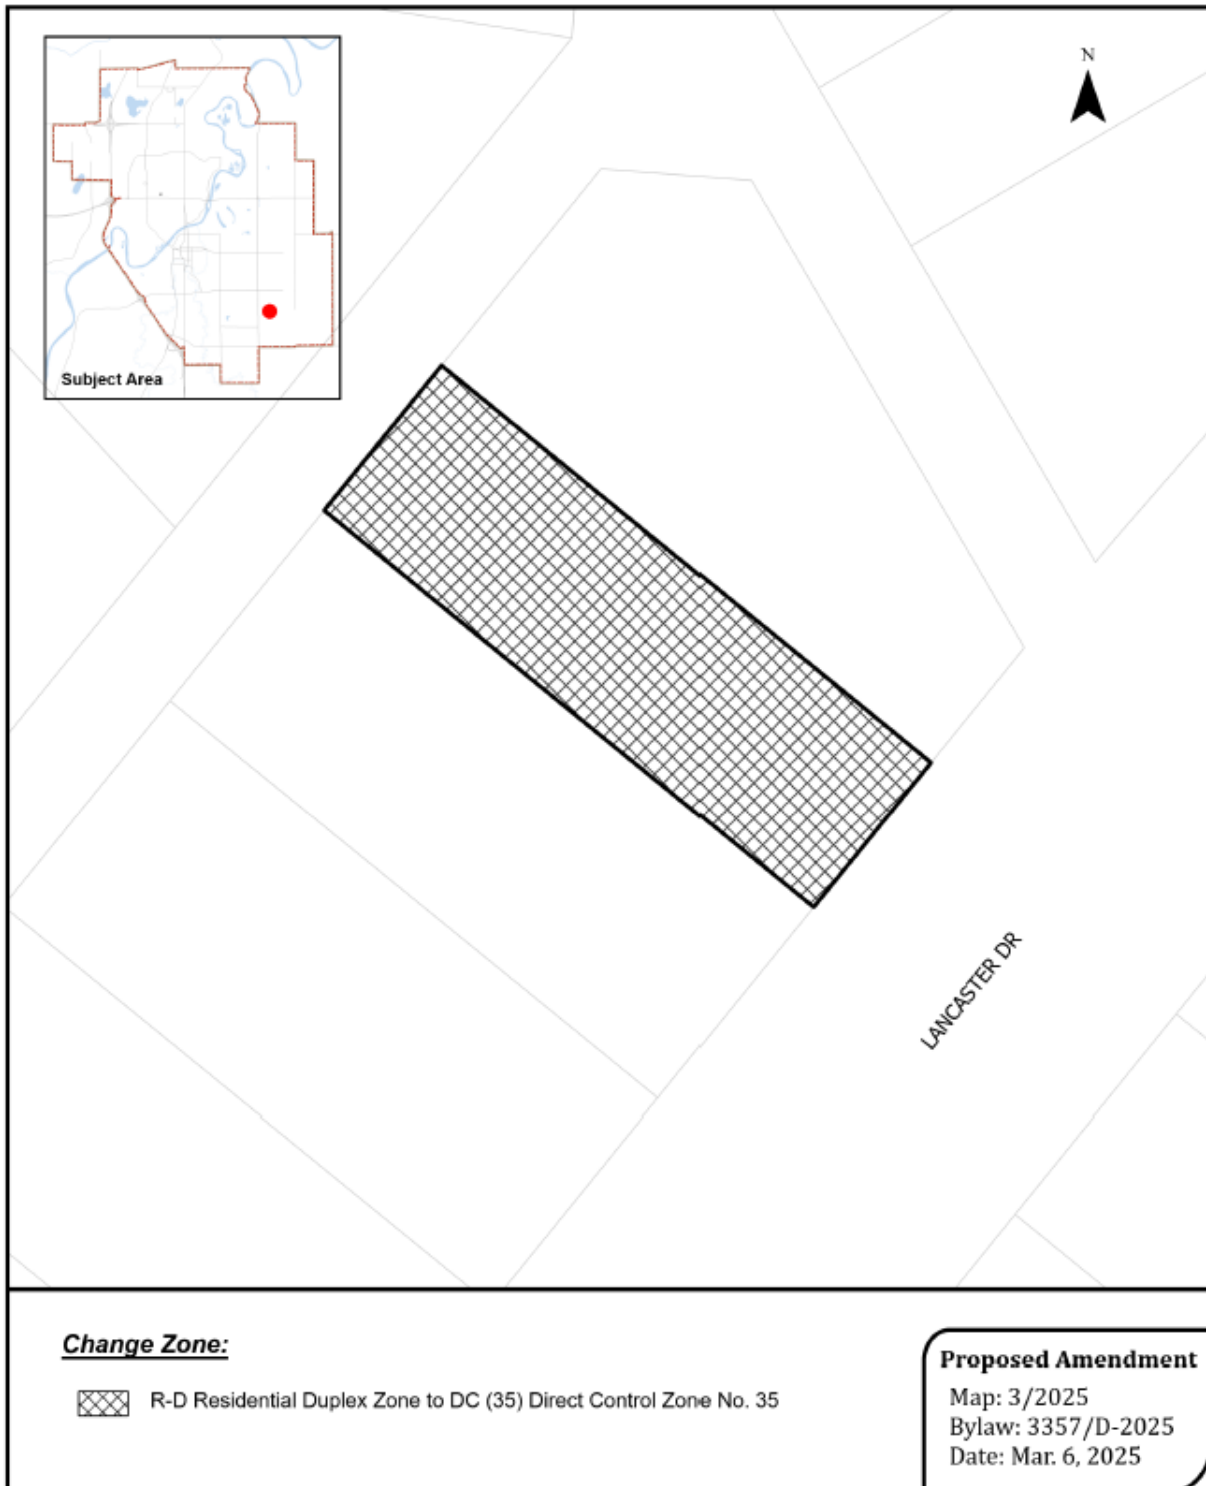 N
Subject Area
LANCASTER DR
Change Zone:
R-D Residential Duplex Zone to DC (35) Direct Control Zone No. 35
Proposed Amendment
Map: 3/2025
Bylaw: 3357/D-2025
Date: Mar. 6, 2025